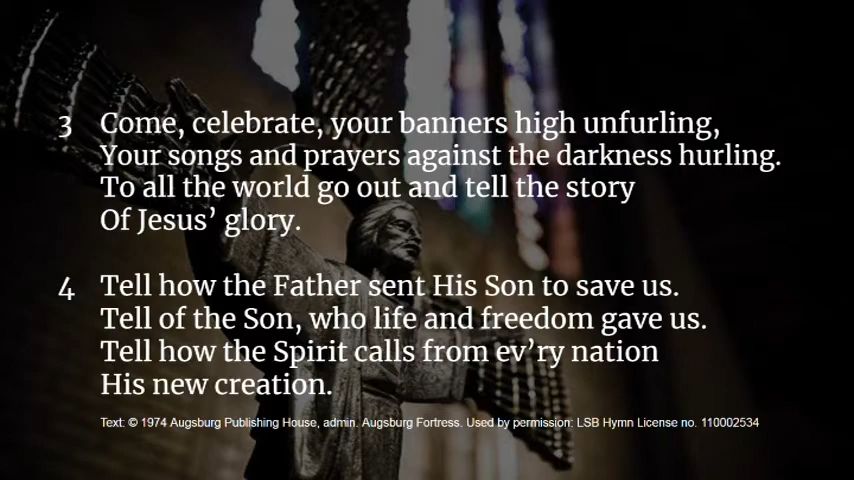 3 Come, celebrate, your banners high unfurling,
Your songs and prayers against the darkness hurling.
To all the world go out and tell the story
Of Jesus’ glory.
4 Tell how the Father sent His Son to save us.
Tell of the Son, who life and freedom gave us.
Tell how the Spirit calls from ev’ry nation
His new creation.
Text: © 1974 Augsburg Publishing House, admin. Augsburg Fortress. Used by permission: LSB Hymn License no. 110002534